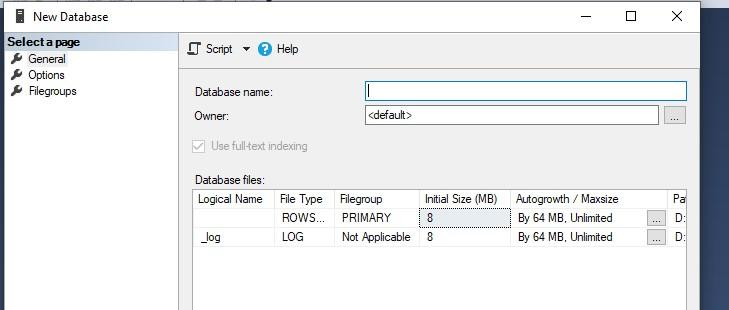 New Database
Select a page
General
Options
Filegroups
Script
Help
Database name:
Owner:
<default>
...
Use full-text indexing
Database files:
Logical Name File Type Filegroup Initial Size (MB) Autogrowth / Maxsize
ROWS... PRIMARY 8 By 64 MB, Unlimited ... D:
_log LOG Not Applicable 8 By 64 MB, Unlimited ... D: